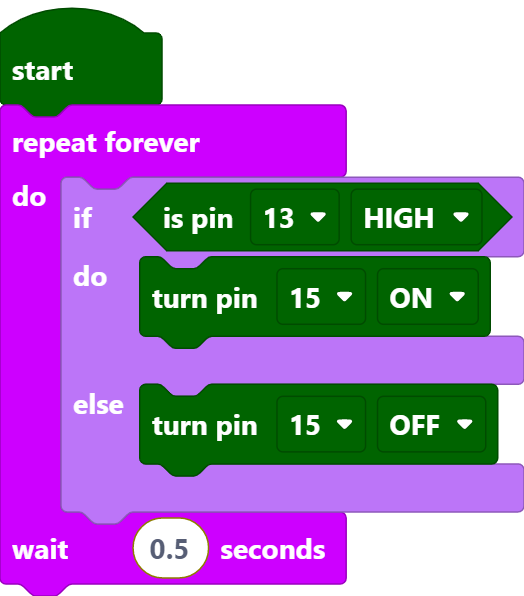 start
repeat forever
do
if is pin 13 HIGH
do
turn pin 15 ON
else
turn pin 15 OFF
wait 0.5 seconds